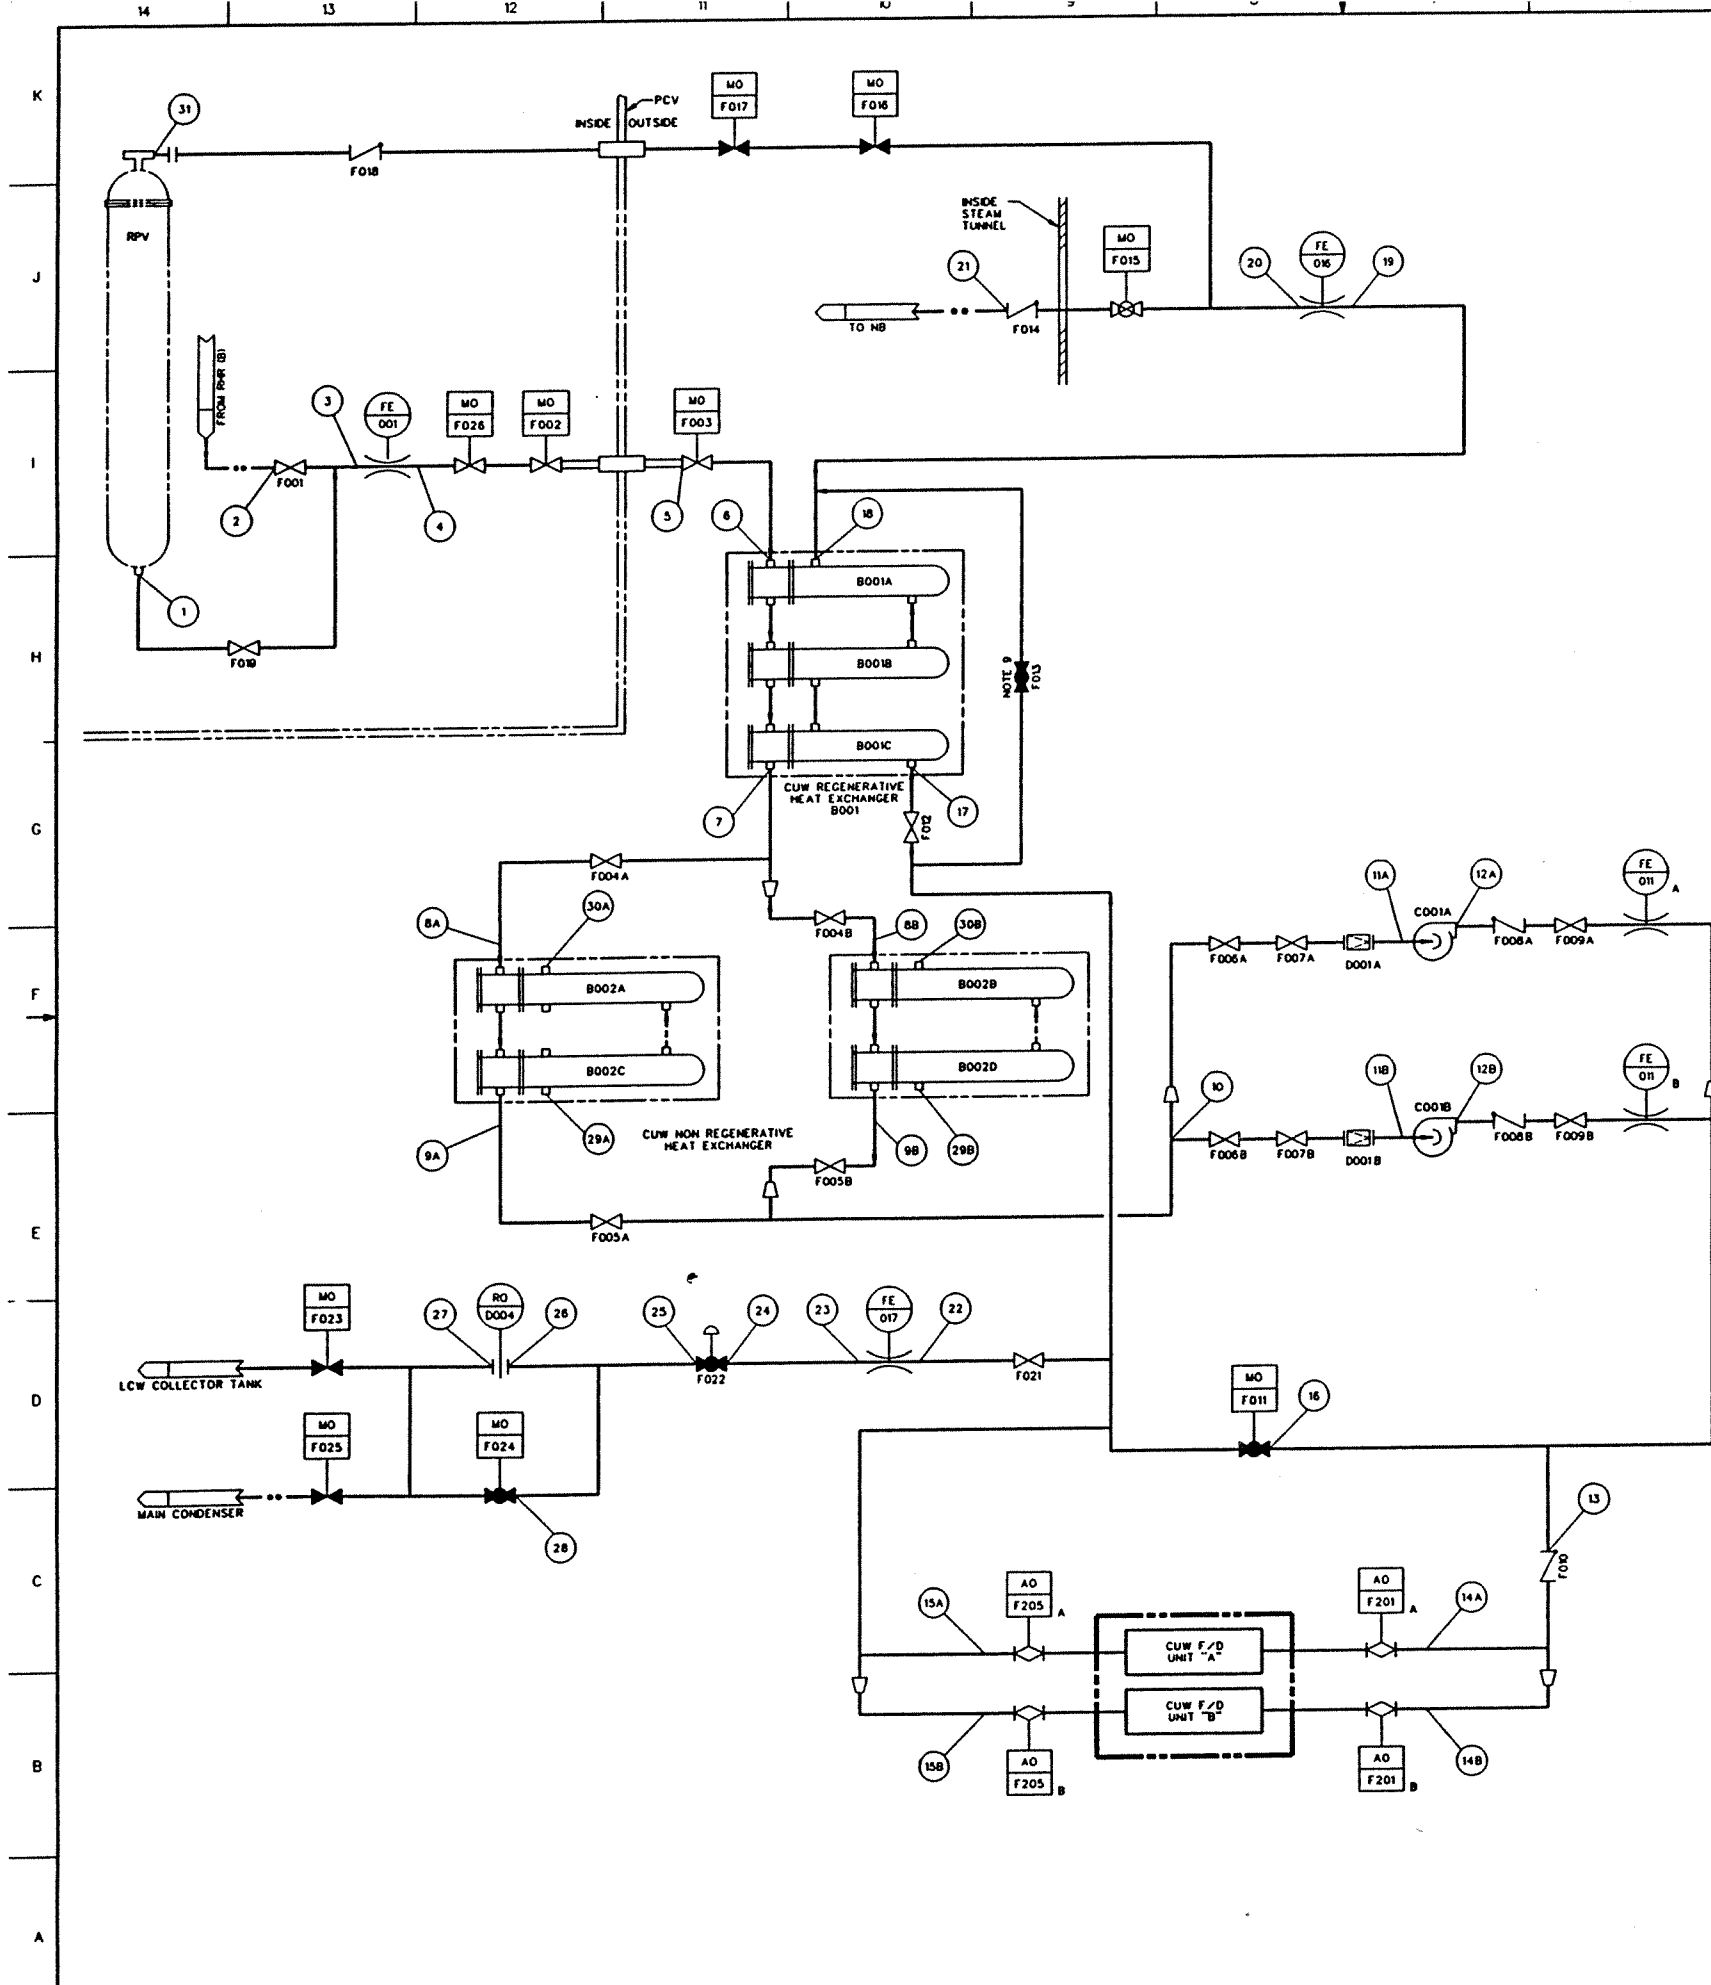 14
13
12
11
10
9
K
31
PCV
INSIDE
OUTSIDE
MO
F017
MO
F016
F018
INSIDE
STEAM
TUNNEL
RPV
J
MO
F015
FE
016
21
20
19
TO NB
F014
FROM RHR (B)
3
FE
001
MO
F026
MO
F002
MO
F003
I
F001
2
4
5
6
18
B001A
1
H
F019
B001B
NOTE 9
F013
B001C
CUW REGENERATIVE
HEAT EXCHANGER
B001
7
17
F012
G
F004A
30A
8A
F004B
8B
30B
11A
12A
FE
011
A
C001A
F006A
F007A
D001A
F008A
F009A
F
B002A
B002B
B002C
B002D
10
11B
12B
FE
011
B
C001B
F006B
F007B
D001B
F008B
F009B
9A
29A
CUW NON REGENERATIVE
HEAT EXCHANGER
9B
29B
F005B
E
F005A
MO
F023
27
RO
D004
26
25
24
23
FE
017
22
LCW COLLECTOR TANK
F022
F021
D
MO
F011
16
MO
F025
MO
F024
MAIN CONDENSER
28
13
F010
C
15A
AO
F205
A
AO
F201
A
14A
CUW F/D
UNIT "A"
CUW F/D
UNIT "B"
B
15B
AO
F205
B
AO
F201
B
14B
A